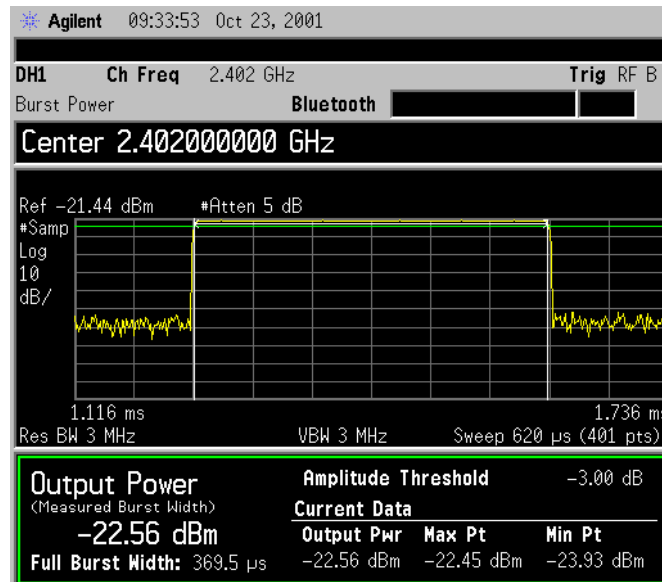 Agilent 09:33:53 Oct 23, 2001
DH1 Ch Freq 2.402 GHz Trig RF B
Burst Power Bluetooth
Center 2.402000000 GHz
Ref -21.44 dBm #Atten 5 dB
#Samp
Log
10
dB/
1.116 ms 1.736 ms
Res BW 3 MHz VBW 3 MHz Sweep 620 µs (401 pts)
Output Power Amplitude Threshold -3.00 dB
(Measured Burst Width) Current Data
-22.56 dBm Output Pwr Max Pt Min Pt
Full Burst Width: 369.5 µs -22.56 dBm -22.45 dBm -23.93 dBm